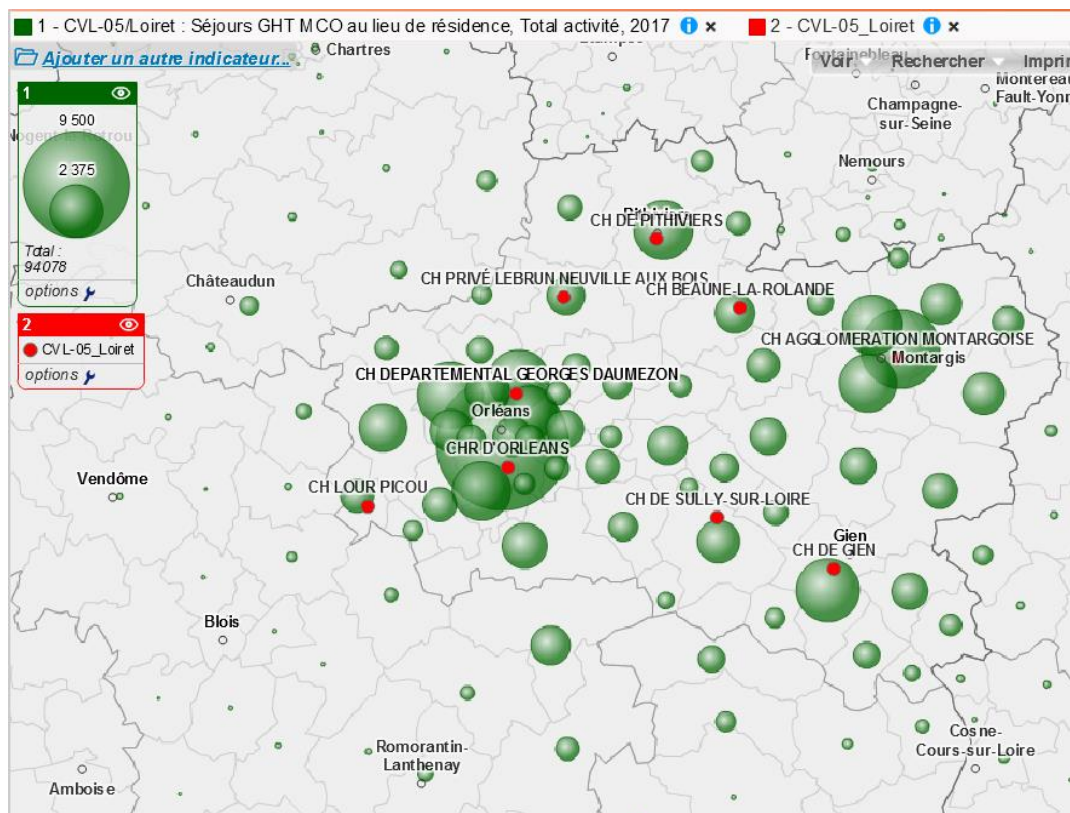 1 - CVL-05/Loiret : Séjours GHT MCO au lieu de résidence, Total activité, 2017
2 - CVL-05_Loiret
Ajouter un autre indicateur...
Chartres
Fontainebleau
Voir
Rechercher
Imprim
Montereau
Fault-Yonn
Champagne-
sur-Seine
1
9 500
2 375
Total :
94078
options
Nemours
CH DE PITHIVIERS
Châteaudun
CH PRIVÉ LEBRUN NEUVILLE AUX BOIS
CH BEAUNE-LA-ROLANDE
2
CVL-05_Loiret
options
CH AGGLOMERATION MONTARGOISE
Montargis
CH DEPARTEMENTAL GEORGES DAUMEZON
Orléans
CHR D'ORLEANS
Vendôme
CH LOUR PICOU
CH DE SULLY-SUR-LOIRE
Gien
CH DE GIEN
Blois
Romorantin-
Lanthenay
Cosne-
Cours-sur-Loire
Amboise